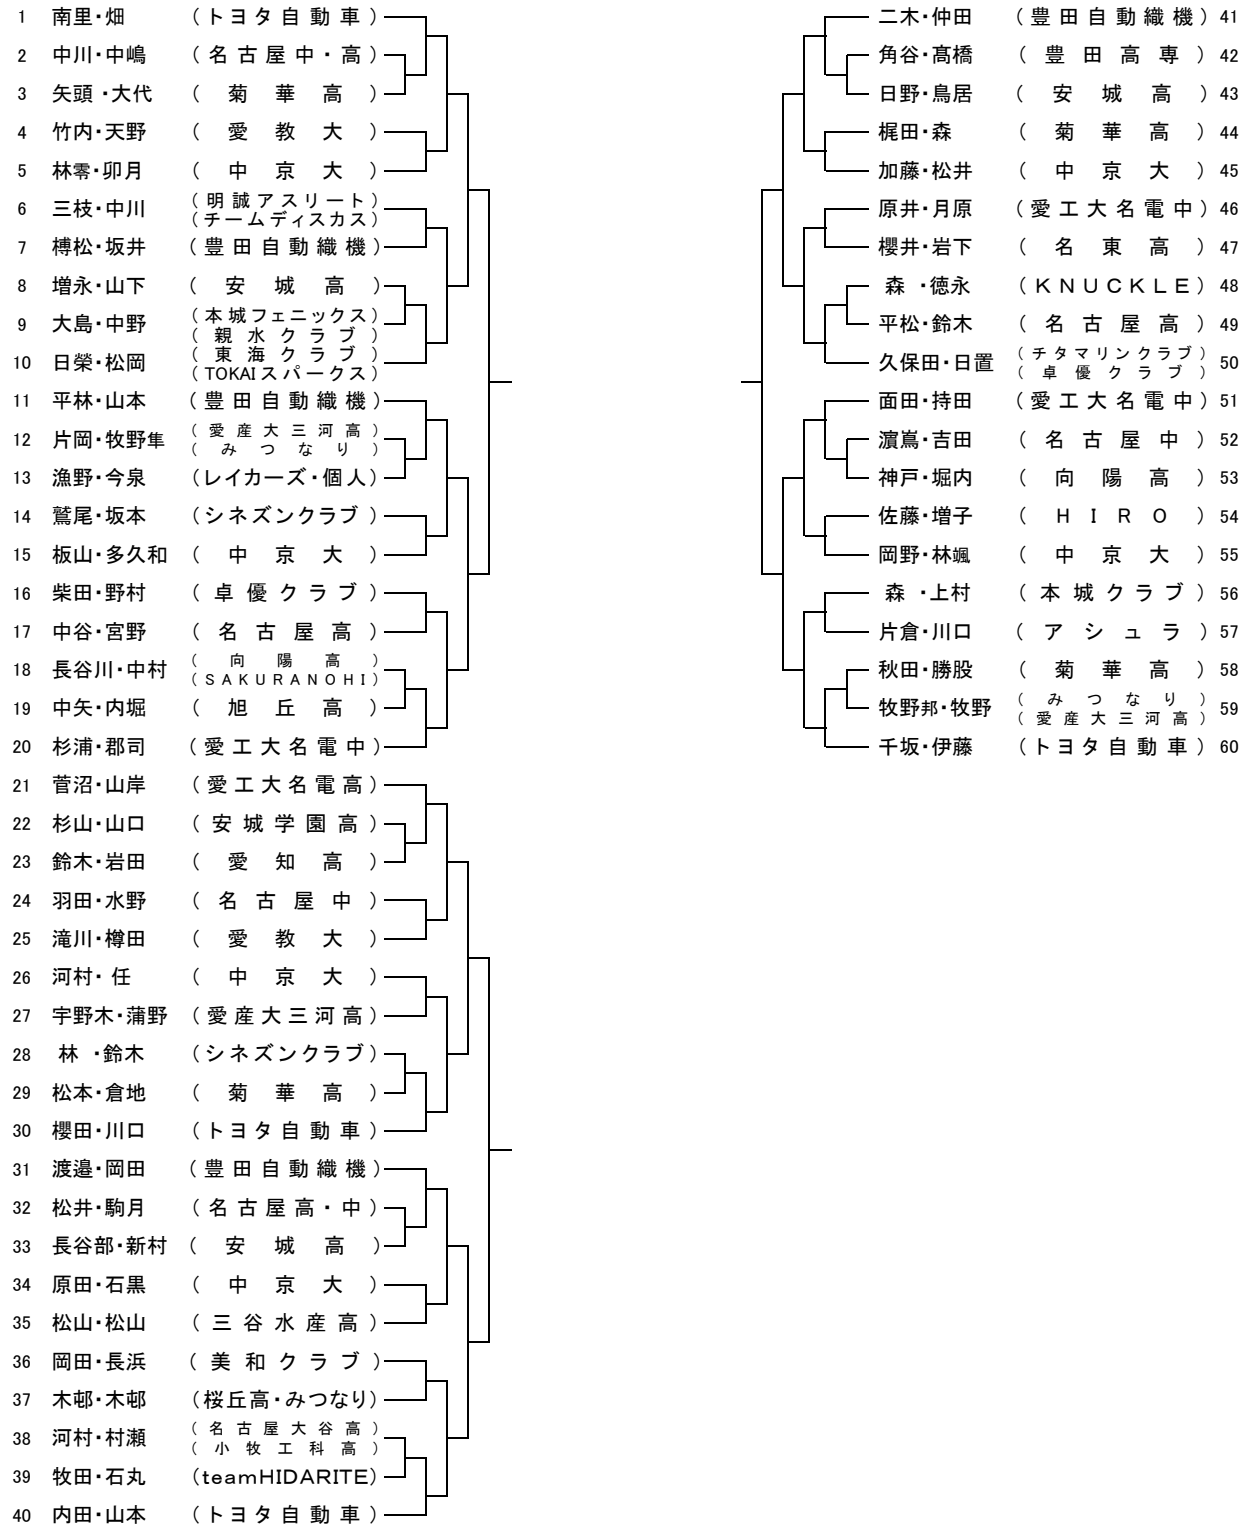 1 南里・畑 (トヨタ自動車)
2 中川・中嶋 (名古屋中・高)
3 矢頭・大代 (菊華高)
4 竹内・天野 (愛教大)
5 林零・卯月 (中京大)
6 三枝・中川 (明誠アスリート)
(チームディスカス)
7 榑松・坂井 (豊田自動織機)
8 増永・山下 (安城高)
9 大島・中野 (本城フェニックス)
(親水クラブ)
10 日榮・松岡 (東海クラブ)
(TOKAIスパークス)
11 平林・山本 (豊田自動織機)
12 片岡・牧野隼 (愛産大三河高)
(みつなり)
13 漁野・今泉 (レイカーズ・個人)
14 鷲尾・坂本 (シネズンクラブ)
15 板山・多久和 (中京大)
16 柴田・野村 (卓優クラブ)
17 中谷・宮野 (名古屋高)
18 長谷川・中村 (向陽高)
(SAKURANOHI)
19 中矢・内堀 (旭丘高)
20 杉浦・郡司 (愛工大名電中)
21 菅沼・山岸 (愛工大名電高)
22 杉山・山口 (安城学園高)
23 鈴木・岩田 (愛知高)
24 羽田・水野 (名古屋中)
25 滝川・樽田 (愛教大)
26 河村・任 (中京大)
27 宇野木・蒲野 (愛産大三河高)
28 林・鈴木 (シネズンクラブ)
29 松本・倉地 (菊華高)
30 櫻田・川口 (トヨタ自動車)
31 渡邉・岡田 (豊田自動織機)
32 松井・駒月 (名古屋高・中)
33 長谷部・新村 (安城高)
34 原田・石黒 (中京大)
35 松山・松山 (三谷水産高)
36 岡田・長浜 (美和クラブ)
37 木邨・木邨 (桜丘高・みつなり)
38 河村・村瀬 (名古屋大谷高)
(小牧工科高)
39 牧田・石丸 (teamHIDARITE)
40 内田・山本 (トヨタ自動車)
二木・仲田 (豊田自動織機) 41
角谷・髙橋 (豊田高専) 42
日野・鳥居 (安城高) 43
梶田・森 (菊華高) 44
加藤・松井 (中京大) 45
原井・月原 (愛工大名電中) 46
櫻井・岩下 (名東高) 47
森・徳永 (KNUCKLE) 48
平松・鈴木 (名古屋高) 49
久保田・日置 (チタマリンクラブ) 50
(卓優クラブ)
面田・持田 (愛工大名電中) 51
濵嶌・吉田 (名古屋中) 52
神戸・堀内 (向陽高) 53
佐藤・増子 (HIRO) 54
岡野・林颯 (中京大) 55
森・上村 (本城クラブ) 56
片倉・川口 (アシュラ) 57
秋田・勝股 (菊華高) 58
牧野邦・牧野 (みつなり) 59
(愛産大三河高)
千坂・伊藤 (トヨタ自動車) 60